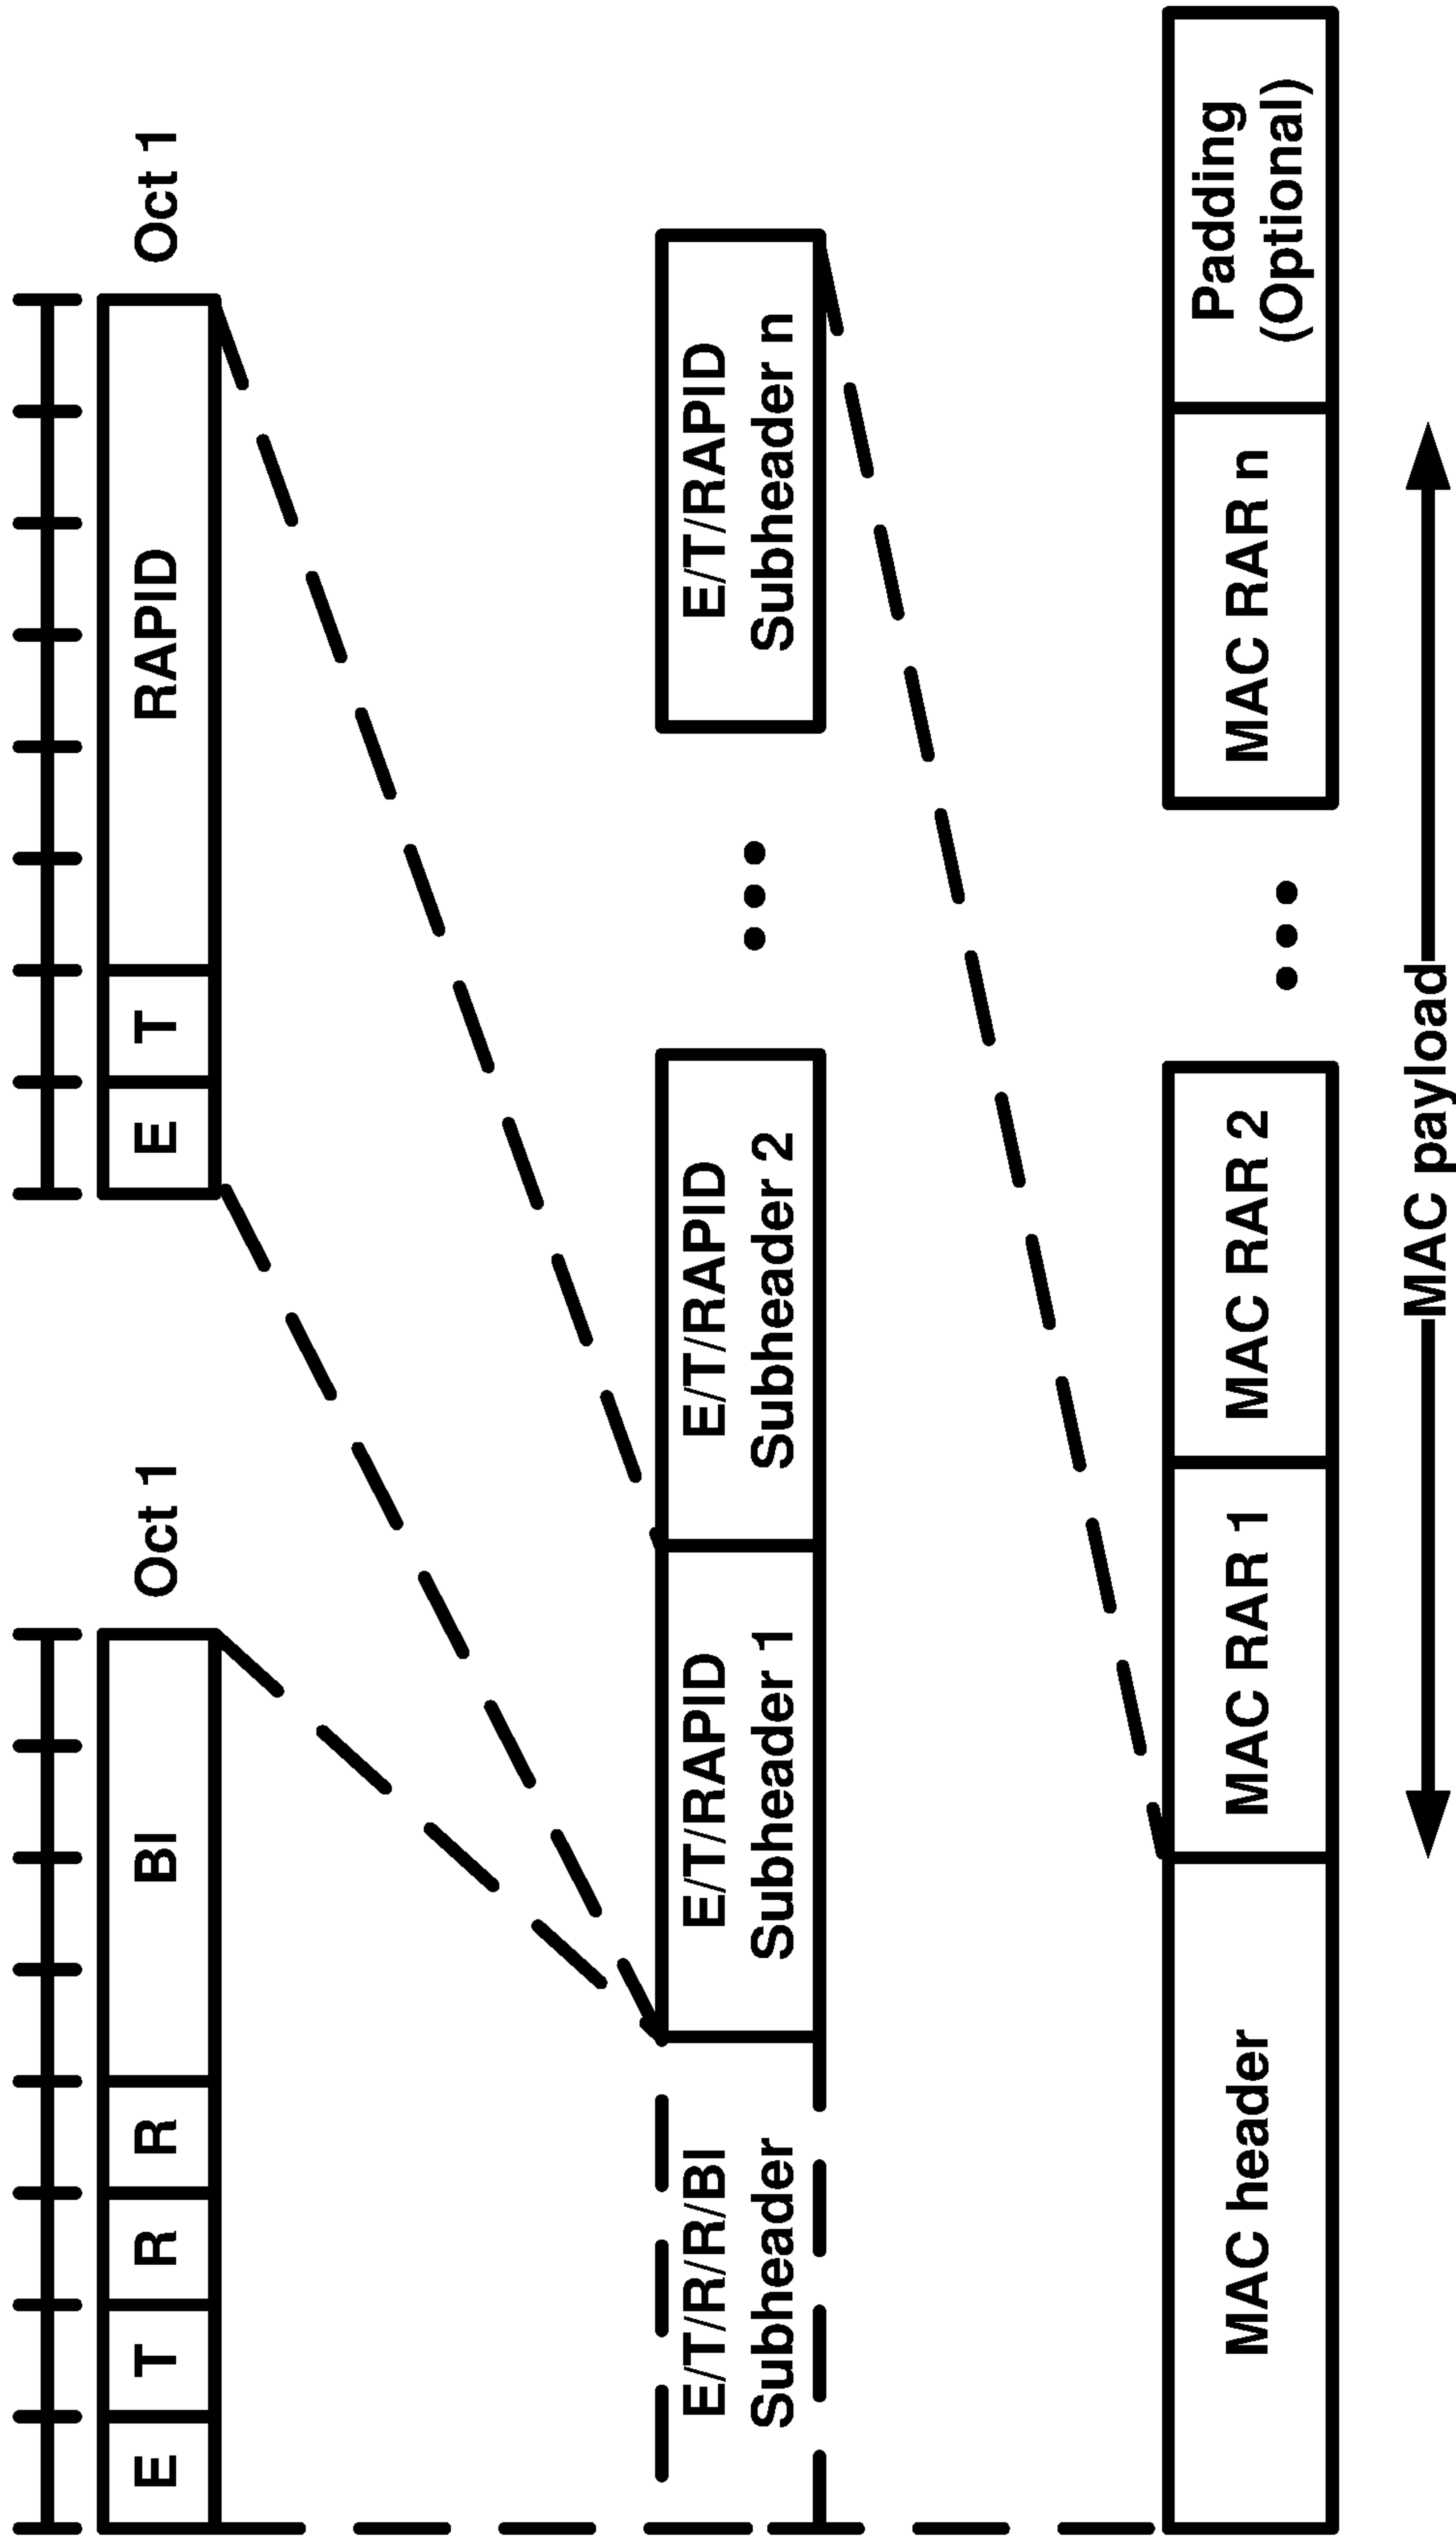 E T R R BI Oct 1
E T RAPID Oct 1
E/T/R/R/BI
Subheader
E/T/RAPID
Subheader 1
E/T/RAPID
Subheader 2
E/T/RAPID
Subheader n
MAC header
MAC RAR 1
MAC RAR 2
MAC RAR n
Padding
(Optional)
MAC payload